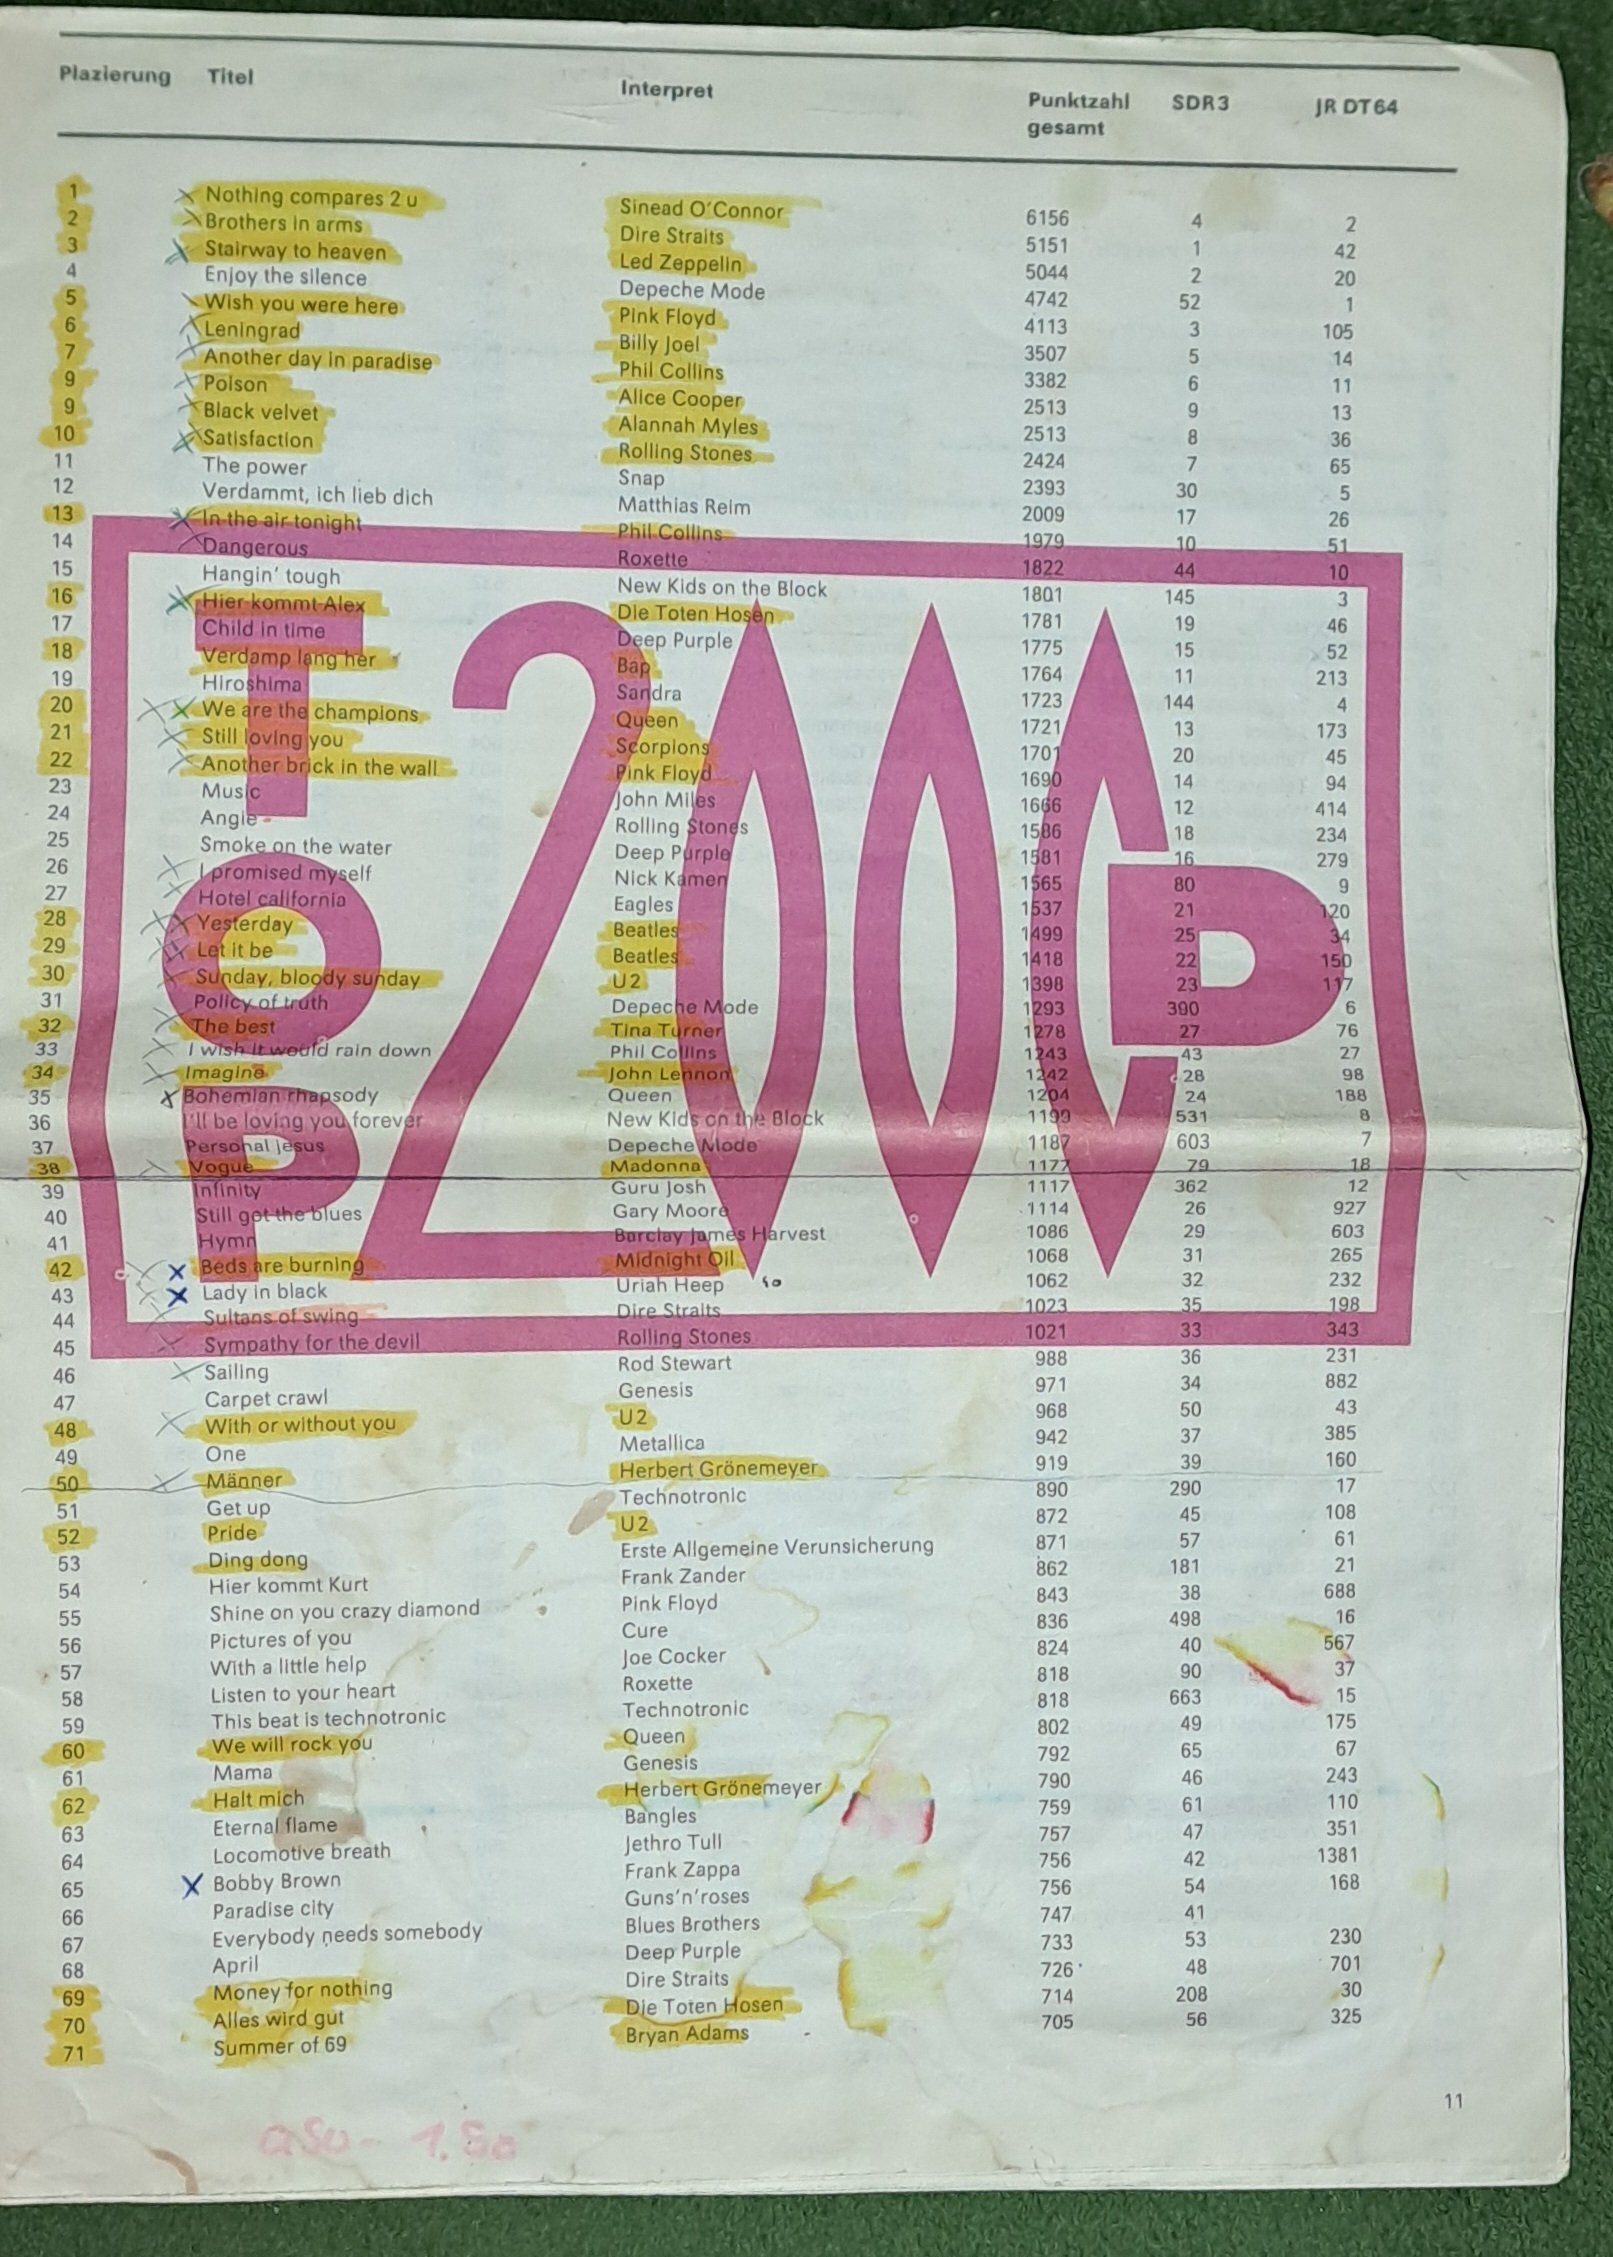 Plazierung Titel Interpret Punktzahl gesamt SDR3 JR DT64
1 Nothing compares 2 u Sinead O'Connor 6156 4 2
2 Brothers in arms Dire Straits 5151 1 42
3 Stairway to heaven Led Zeppelin 5044 2 20
4 Enjoy the silence Depeche Mode 4742 52 1
5 Wish you were here Pink Floyd 4113 3 105
6 Leningrad Billy Joel 3507 5 14
7 Another day in paradise Phil Collins 3382 6 11
9 Poison Alice Cooper 2513 9 13
9 Black velvet Alannah Myles 2513 8 36
10 Satisfaction Rolling Stones 2424 7 65
11 The power Snap 2393 30 5
12 Verdammt, ich lieb dich Matthias Reim 2009 17 26
13 In the air tonight Phil Collins 1979 10 51
14 Dangerous Roxette 1822 44 10
15 Hangin' tough New Kids on the Block 1801 145 3
16 Hier kommt Alex Die Toten Hosen 1781 19 46
17 Child in time Deep Purple 1775 15 52
18 Verdamp lang her Bap 1764 11 213
19 Hiroshima Sandra 1723 144 4
20 We are the champions Queen 1721 13 173
21 Still loving you Scorpions 1701 20 45
22 Another brick in the wall Pink Floyd 1690 14 94
23 Music John Miles 1666 12 414
24 Angie Rolling Stones 1586 18 234
25 Smoke on the water Deep Purple 1581 16 279
26 I promised myself Nick Kamen 1565 80 9
27 Hotel california Eagles 1537 21 120
28 Yesterday Beatles 1499 25 34
29 Let it be Beatles 1418 22 150
30 Sunday, bloody sunday U2 1398 23 117
31 Policy of truth Depeche Mode 1293 390 6
32 The best Tina Turner 1278 27 76
33 I wish it would rain down Phil Collins 1243 43 27
34 Imagine John Lennon 1242 28 98
35 Bohemian rhapsody Queen 1204 24 188
36 I'll be loving you forever New Kids on the Block 1199 531 8
37 Personal jesus Depeche Mode 1187 603 7
38 Vogue Madonna 1177 79 18
39 Infinity Guru Josh 1117 362 12
40 Still got the blues Gary Moore 1114 26 927
41 Hymn Barclay James Harvest 1086 29 603
42 Beds are burning Midnight Oil 1068 31 265
43 Lady in black Uriah Heep 1062 32 232
44 Sultans of swing Dire Straits 1023 35 198
45 Sympathy for the devil Rolling Stones 1021 33 343
46 Sailing Rod Stewart 988 36 231
47 Carpet crawl Genesis 971 34 882
48 With or without you U2 968 50 43
49 One Metallica 942 37 385
50 Männer Herbert Grönemeyer 919 39 160
51 Get up Technotronic 890 290 17
52 Pride U2 872 45 108
53 Ding dong Erste Allgemeine Verunsicherung 871 57 61
54 Hier kommt Kurt Frank Zander 862 181 21
55 Shine on you crazy diamond Pink Floyd 843 38 688
56 Pictures of you Cure 836 498 16
57 With a little help Joe Cocker 824 40 567
58 Listen to your heart Roxette 818 90 37
59 This beat is technotronic Technotronic 818 663 15
60 We will rock you Queen 802 49 175
61 Mama Genesis 792 65 67
62 Halt mich Herbert Grönemeyer 790 46 243
63 Eternal flame Bangles 759 61 110
64 Locomotive breath Jethro Tull 757 47 351
65 Bobby Brown Frank Zappa 756 42 1381
66 Paradise city Guns'n'roses 756 54 168
67 Everybody needs somebody Blues Brothers 747 41
68 April Deep Purple 733 53 230
69 Money for nothing Dire Straits 726 48 701
70 Alles wird gut Die Toten Hosen 714 208 30
71 Summer of 69 Bryan Adams 705 56 325
TOP 2000 D
11